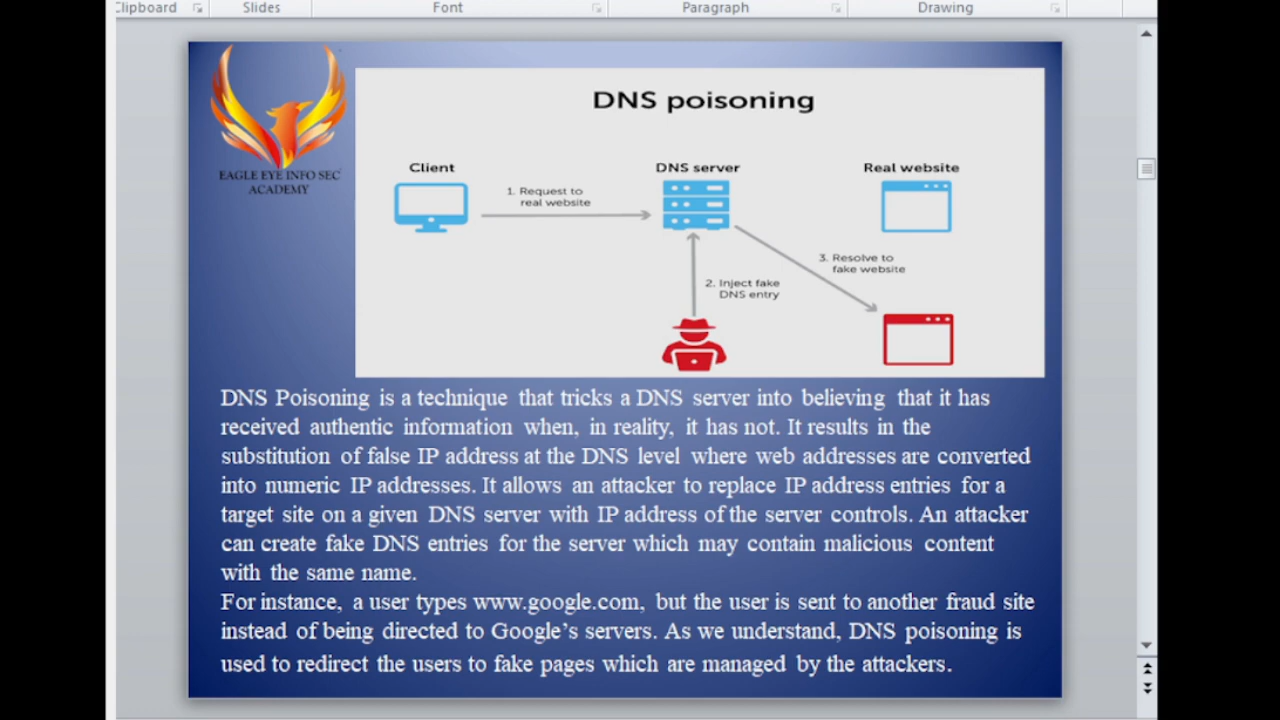 Clipboard
Slides
Font
Paragraph
Drawing
EAGLE EYE INFO SEC
ACADEMY
DNS poisoning
Client
DNS server
Real website
1. Request to
real website
2. Inject fake
DNS entry
3. Resolve to
fake website
DNS Poisoning is a technique that tricks a DNS server into believing that it has
received authentic information when, in reality, it has not. It results in the
substitution of false IP address at the DNS level where web addresses are converted
into numeric IP addresses. It allows an attacker to replace IP address entries for a
target site on a given DNS server with IP address of the server controls. An attacker
can create fake DNS entries for the server which may contain malicious content
with the same name.
For instance, a user types www.google.com, but the user is sent to another fraud site
instead of being directed to Google’s servers. As we understand, DNS poisoning is
used to redirect the users to fake pages which are managed by the attackers.